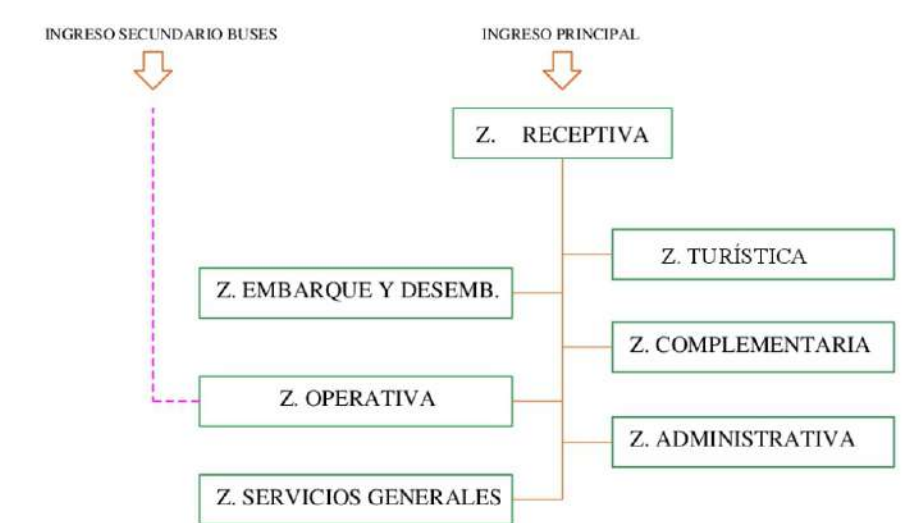 INGRESO SECUNDARIO BUSES
INGRESO PRINCIPAL
Z. RECEPTIVA
Z. TURÍSTICA
Z. EMBARQUE Y DESEMB.
Z. COMPLEMENTARIA
Z. OPERATIVA
Z. ADMINISTRATIVA
Z. SERVICIOS GENERALES